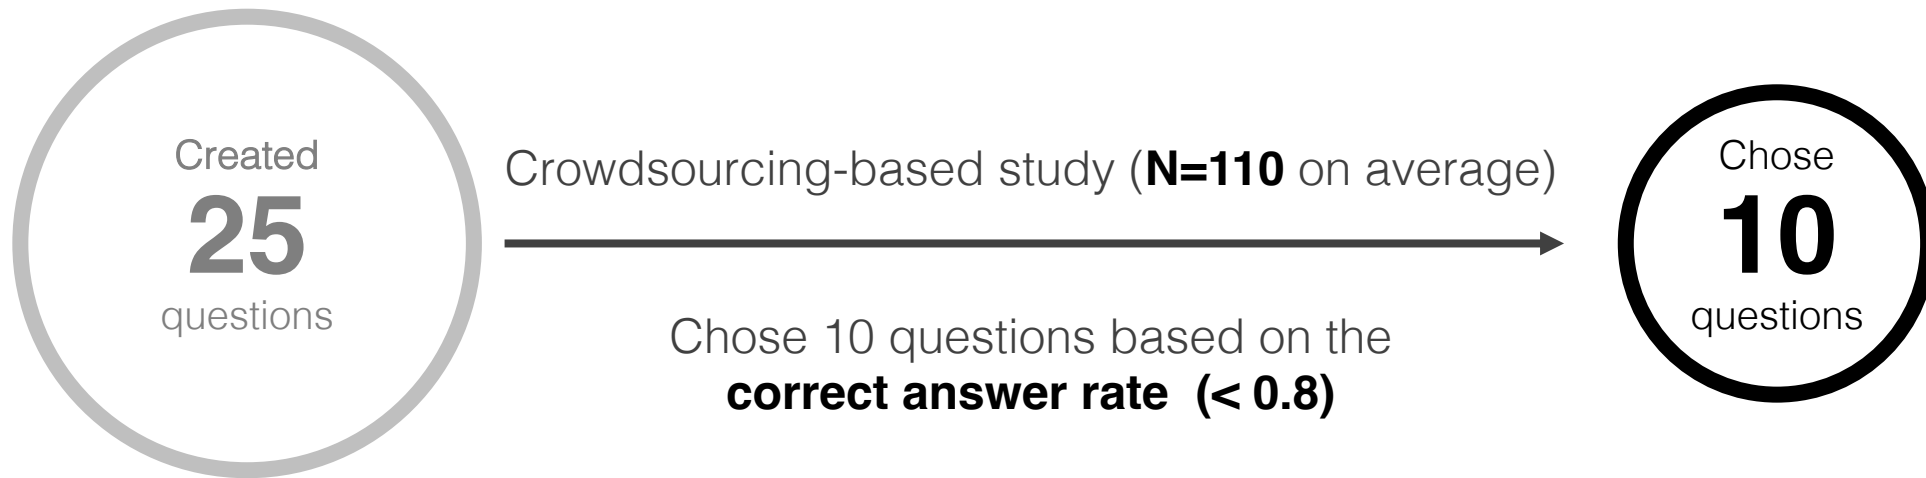 Created
25
questions
Crowdsourcing-based study (N=110 on average)
Chose 10 questions based on the
correct answer rate (< 0.8)
Chose
10
questions